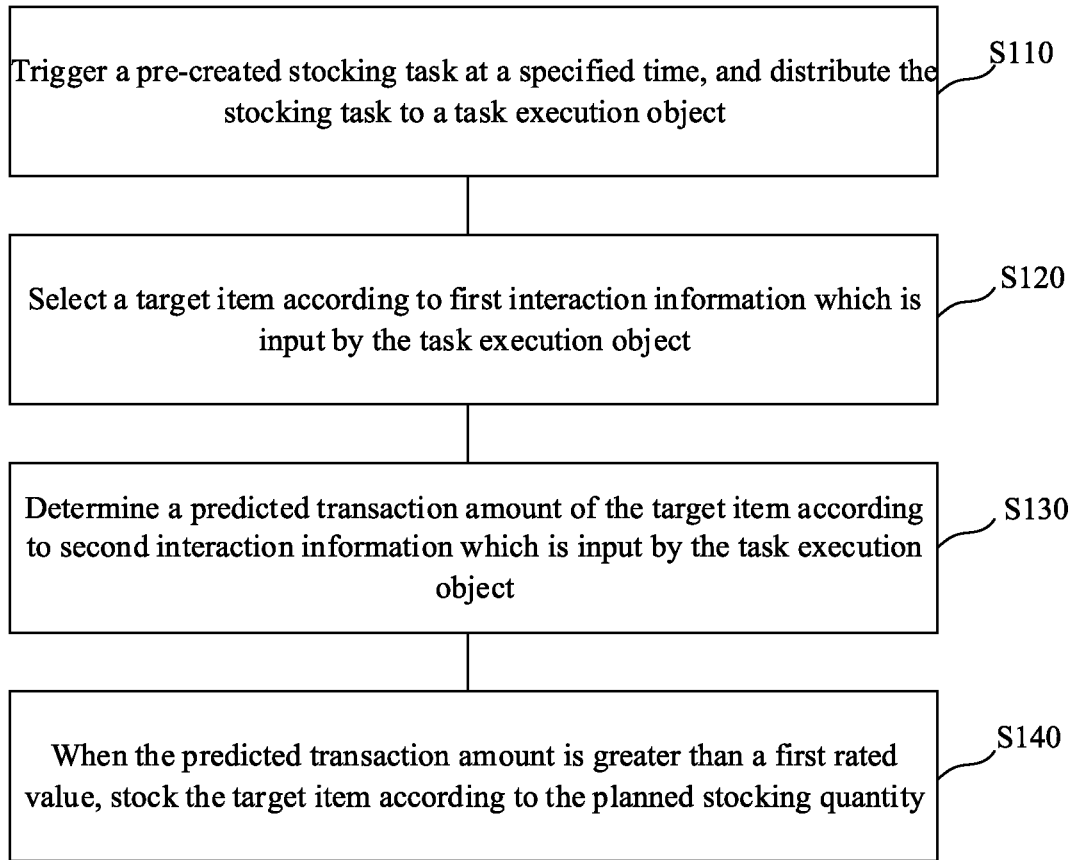 S110
Trigger a pre-created stocking task at a specified time, and distribute the
stocking task to a task execution object
S120
Select a target item according to first interaction information which is
input by the task execution object
S130
Determine a predicted transaction amount of the target item according
to second interaction information which is input by the task execution
object
S140
When the predicted transaction amount is greater than a first rated
value, stock the target item according to the planned stocking quantity